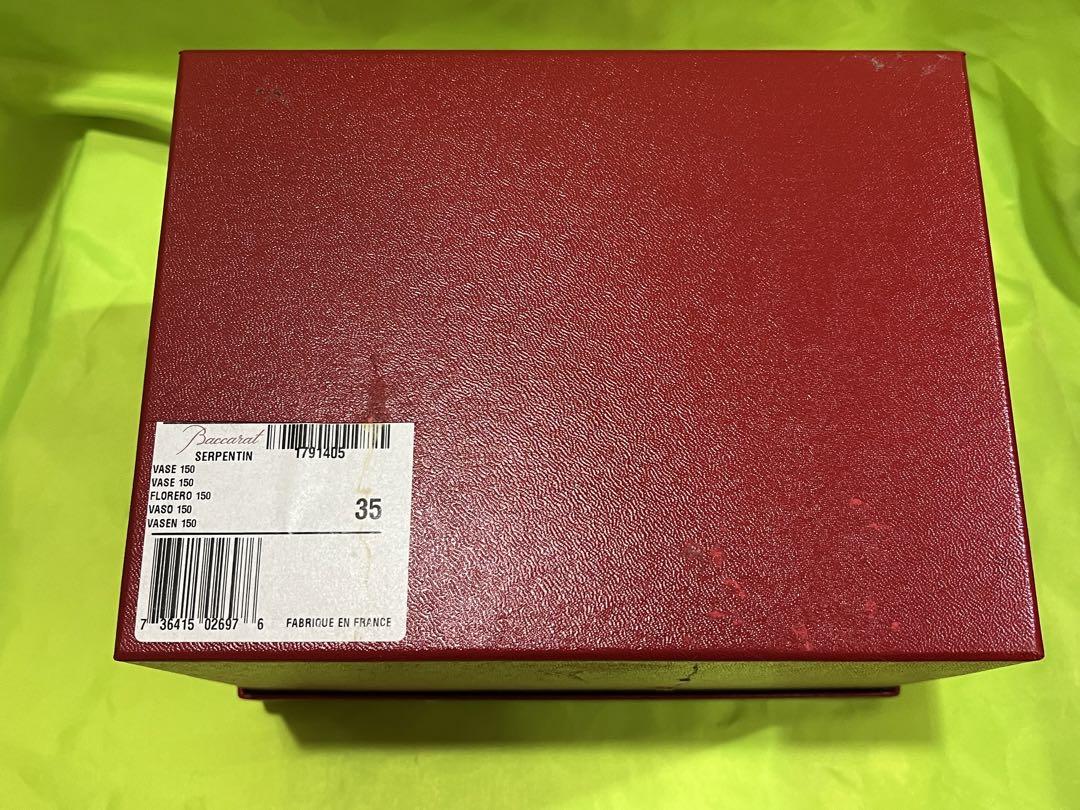 Baccarat
SERPENTIN
1791405
VASE 150
VASE 150
FLORERO 150
VASO 150
VASEN 150
35
7 36415 02697 6
FABRIQUE EN FRANCE